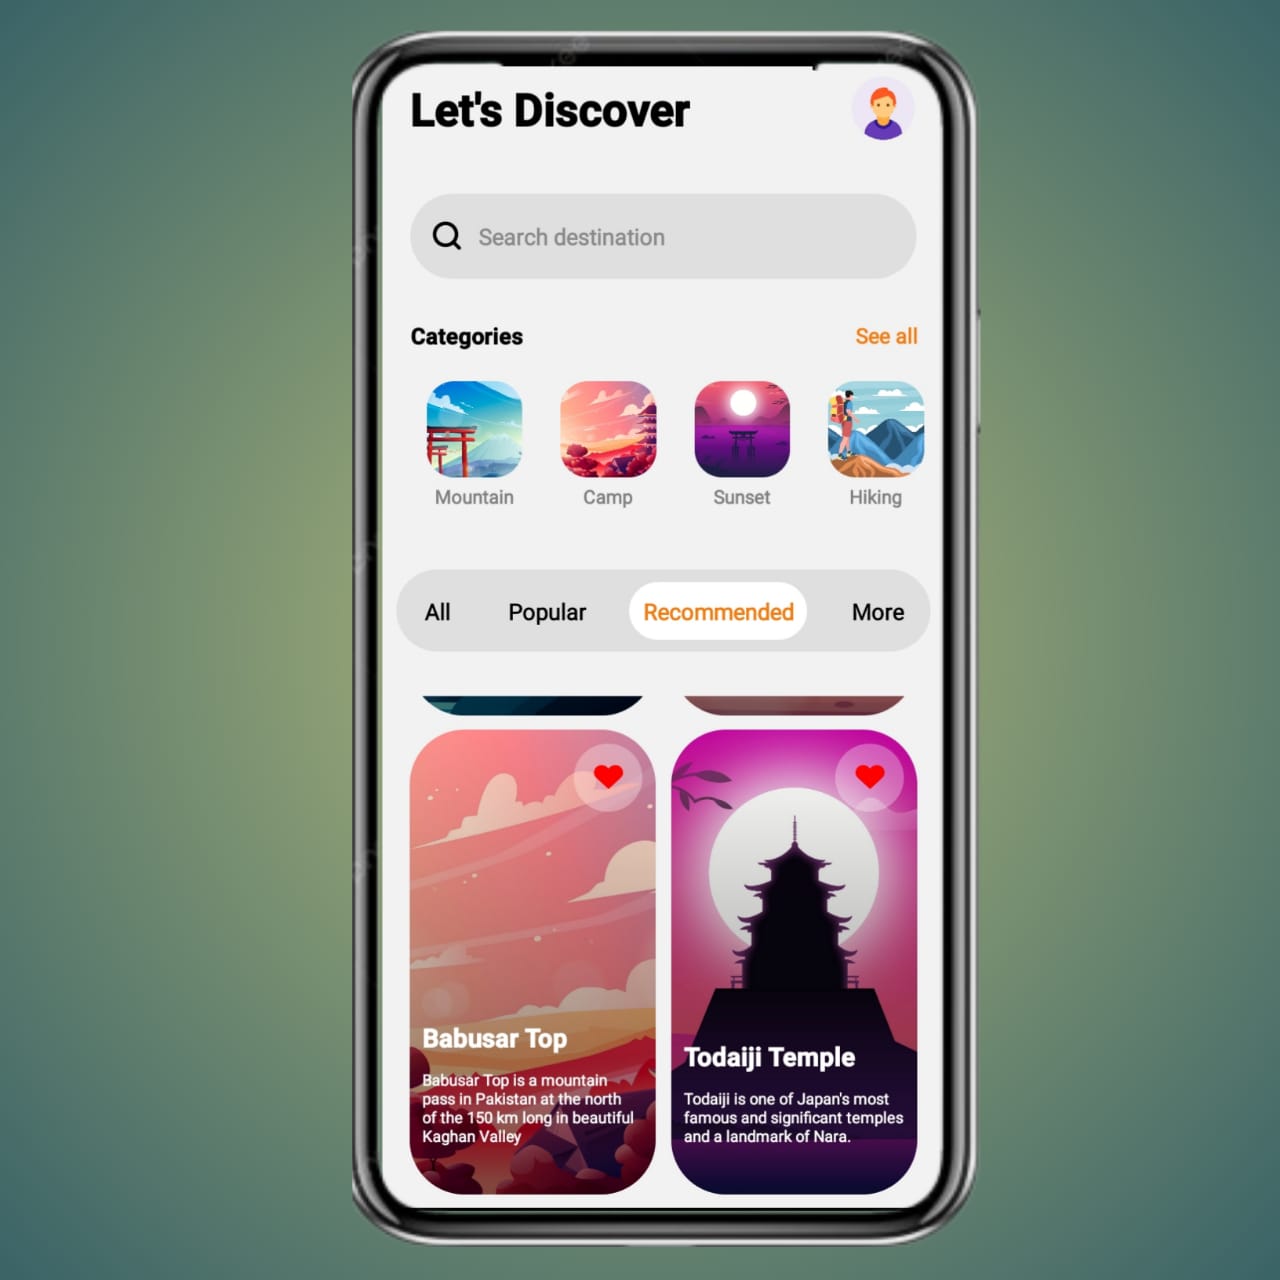 Let's Discover
Search destination
Categories
See all
Mountain
Camp
Sunset
Hiking
All
Popular
Recommended
More
Babusar Top
Babusar Top is a mountain
pass in Pakistan at the north
of the 150 km long in beautiful
Kaghan Valley
Todaiji Temple
Todaiji is one of Japan's most
famous and significant temples
and a landmark of Nara.